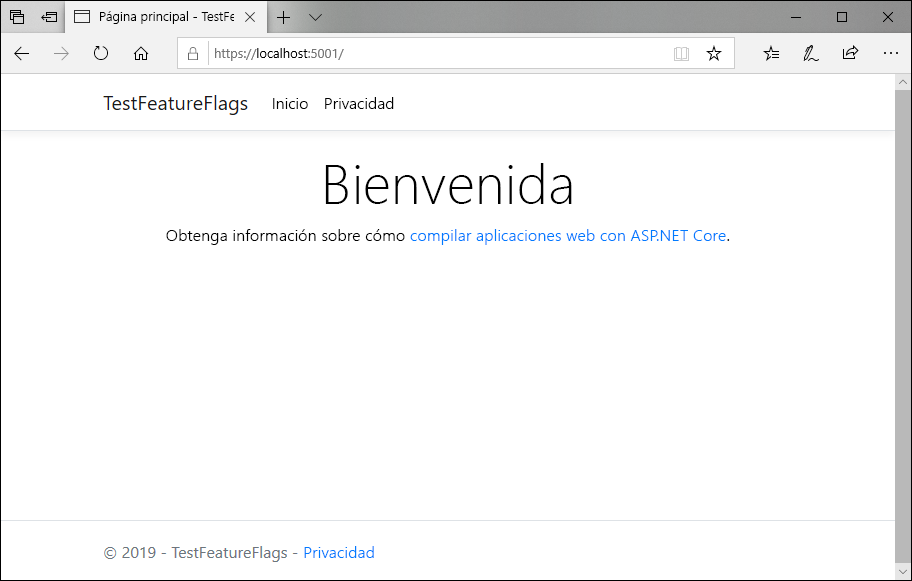 Página principal - TestFe
https://localhost:5001/
TestFeatureFlags Inicio Privacidad
Bienvenida
Obtenga información sobre cómo compilar aplicaciones web con ASP.NET Core.
© 2019 - TestFeatureFlags - Privacidad